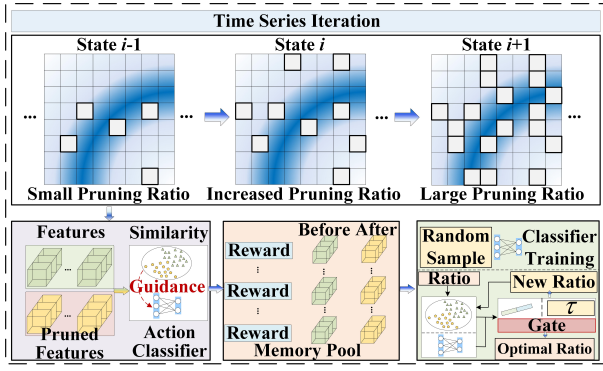 Time Series Iteration
State i-1
State i
State i+1
...
...
...
...
Small Pruning Ratio
Increased Pruning Ratio
Large Pruning Ratio
Features
Similarity
...
Guidance
...
Pruned
Features
Action
Classifier
Before After
Reward
...
...
...
...
Reward
...
...
...
...
Reward
...
...
Memory Pool
Random
Sample
Classifier
Training
Ratio
New Ratio
τ
Gate
Optimal Ratio